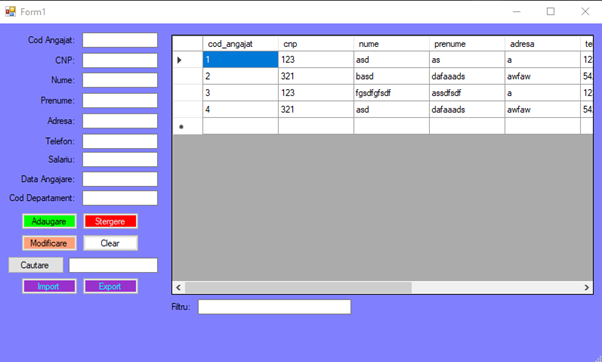 Form1
Cod Angajat:
CNP:
Nume:
Prenume:
Adresa:
Telefon:
Salariu:
Data Angajare:
Cod Departament:
Adaugare Stergere
Modificare Clear
Cautare
Import Export
cod_angajat cnp nume prenume adresa te
1 123 asd as a 12
2 321 basd dafaaads awfaw 54
3 123 fgsdfgfsdf assdfsdf a 12
4 321 asd dafaaads awfaw 54
Filtru: